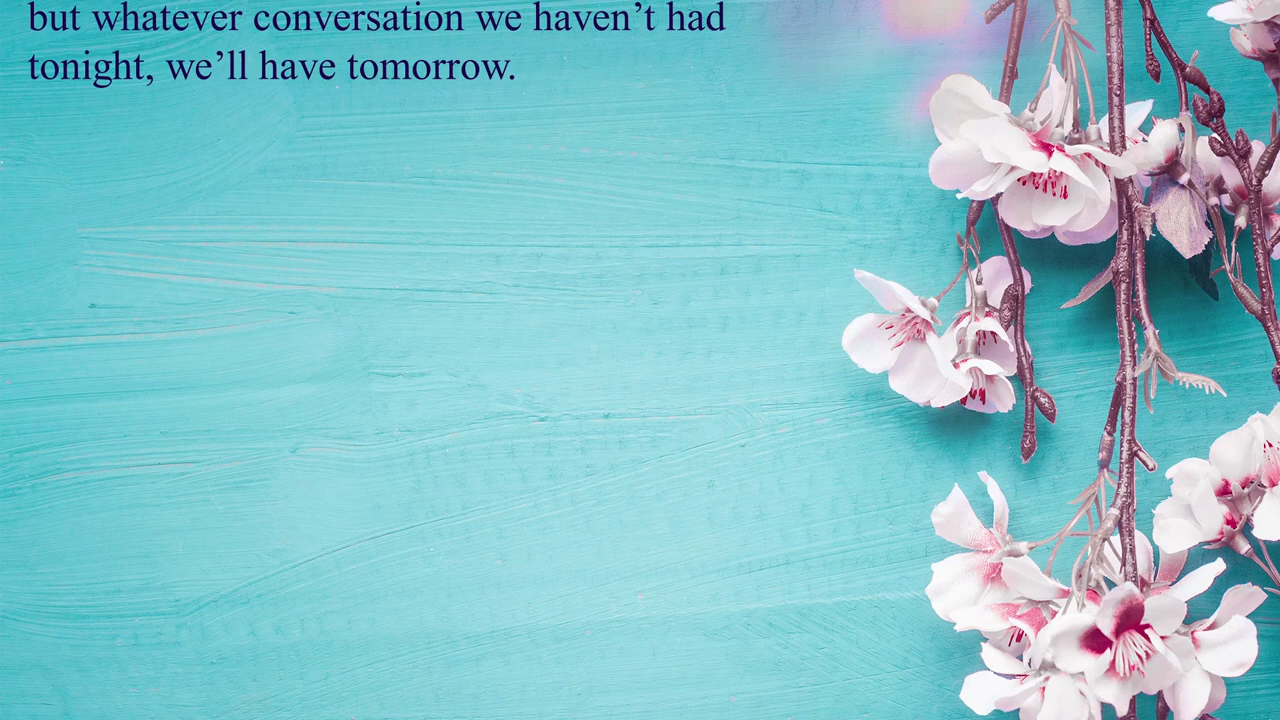 but whatever conversation we haven’t had
tonight, we’ll have tomorrow.